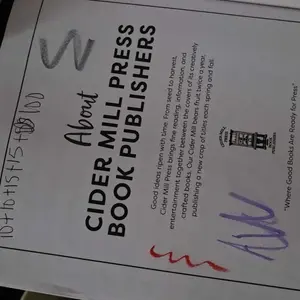 About
CIDER MILL PRESS
BOOK PUBLISHERS
Good ideas ripen with time. From seed to harvest,
Cider Mill Press brings fine reading, information, and
entertainment together between the covers of its creatively
crafted books. Our Cider Mill bears fruit twice a year,
publishing a new crop of titles each spring and fall.
"Where Good Books Are Ready for Press"
10+10+15+15=
/100